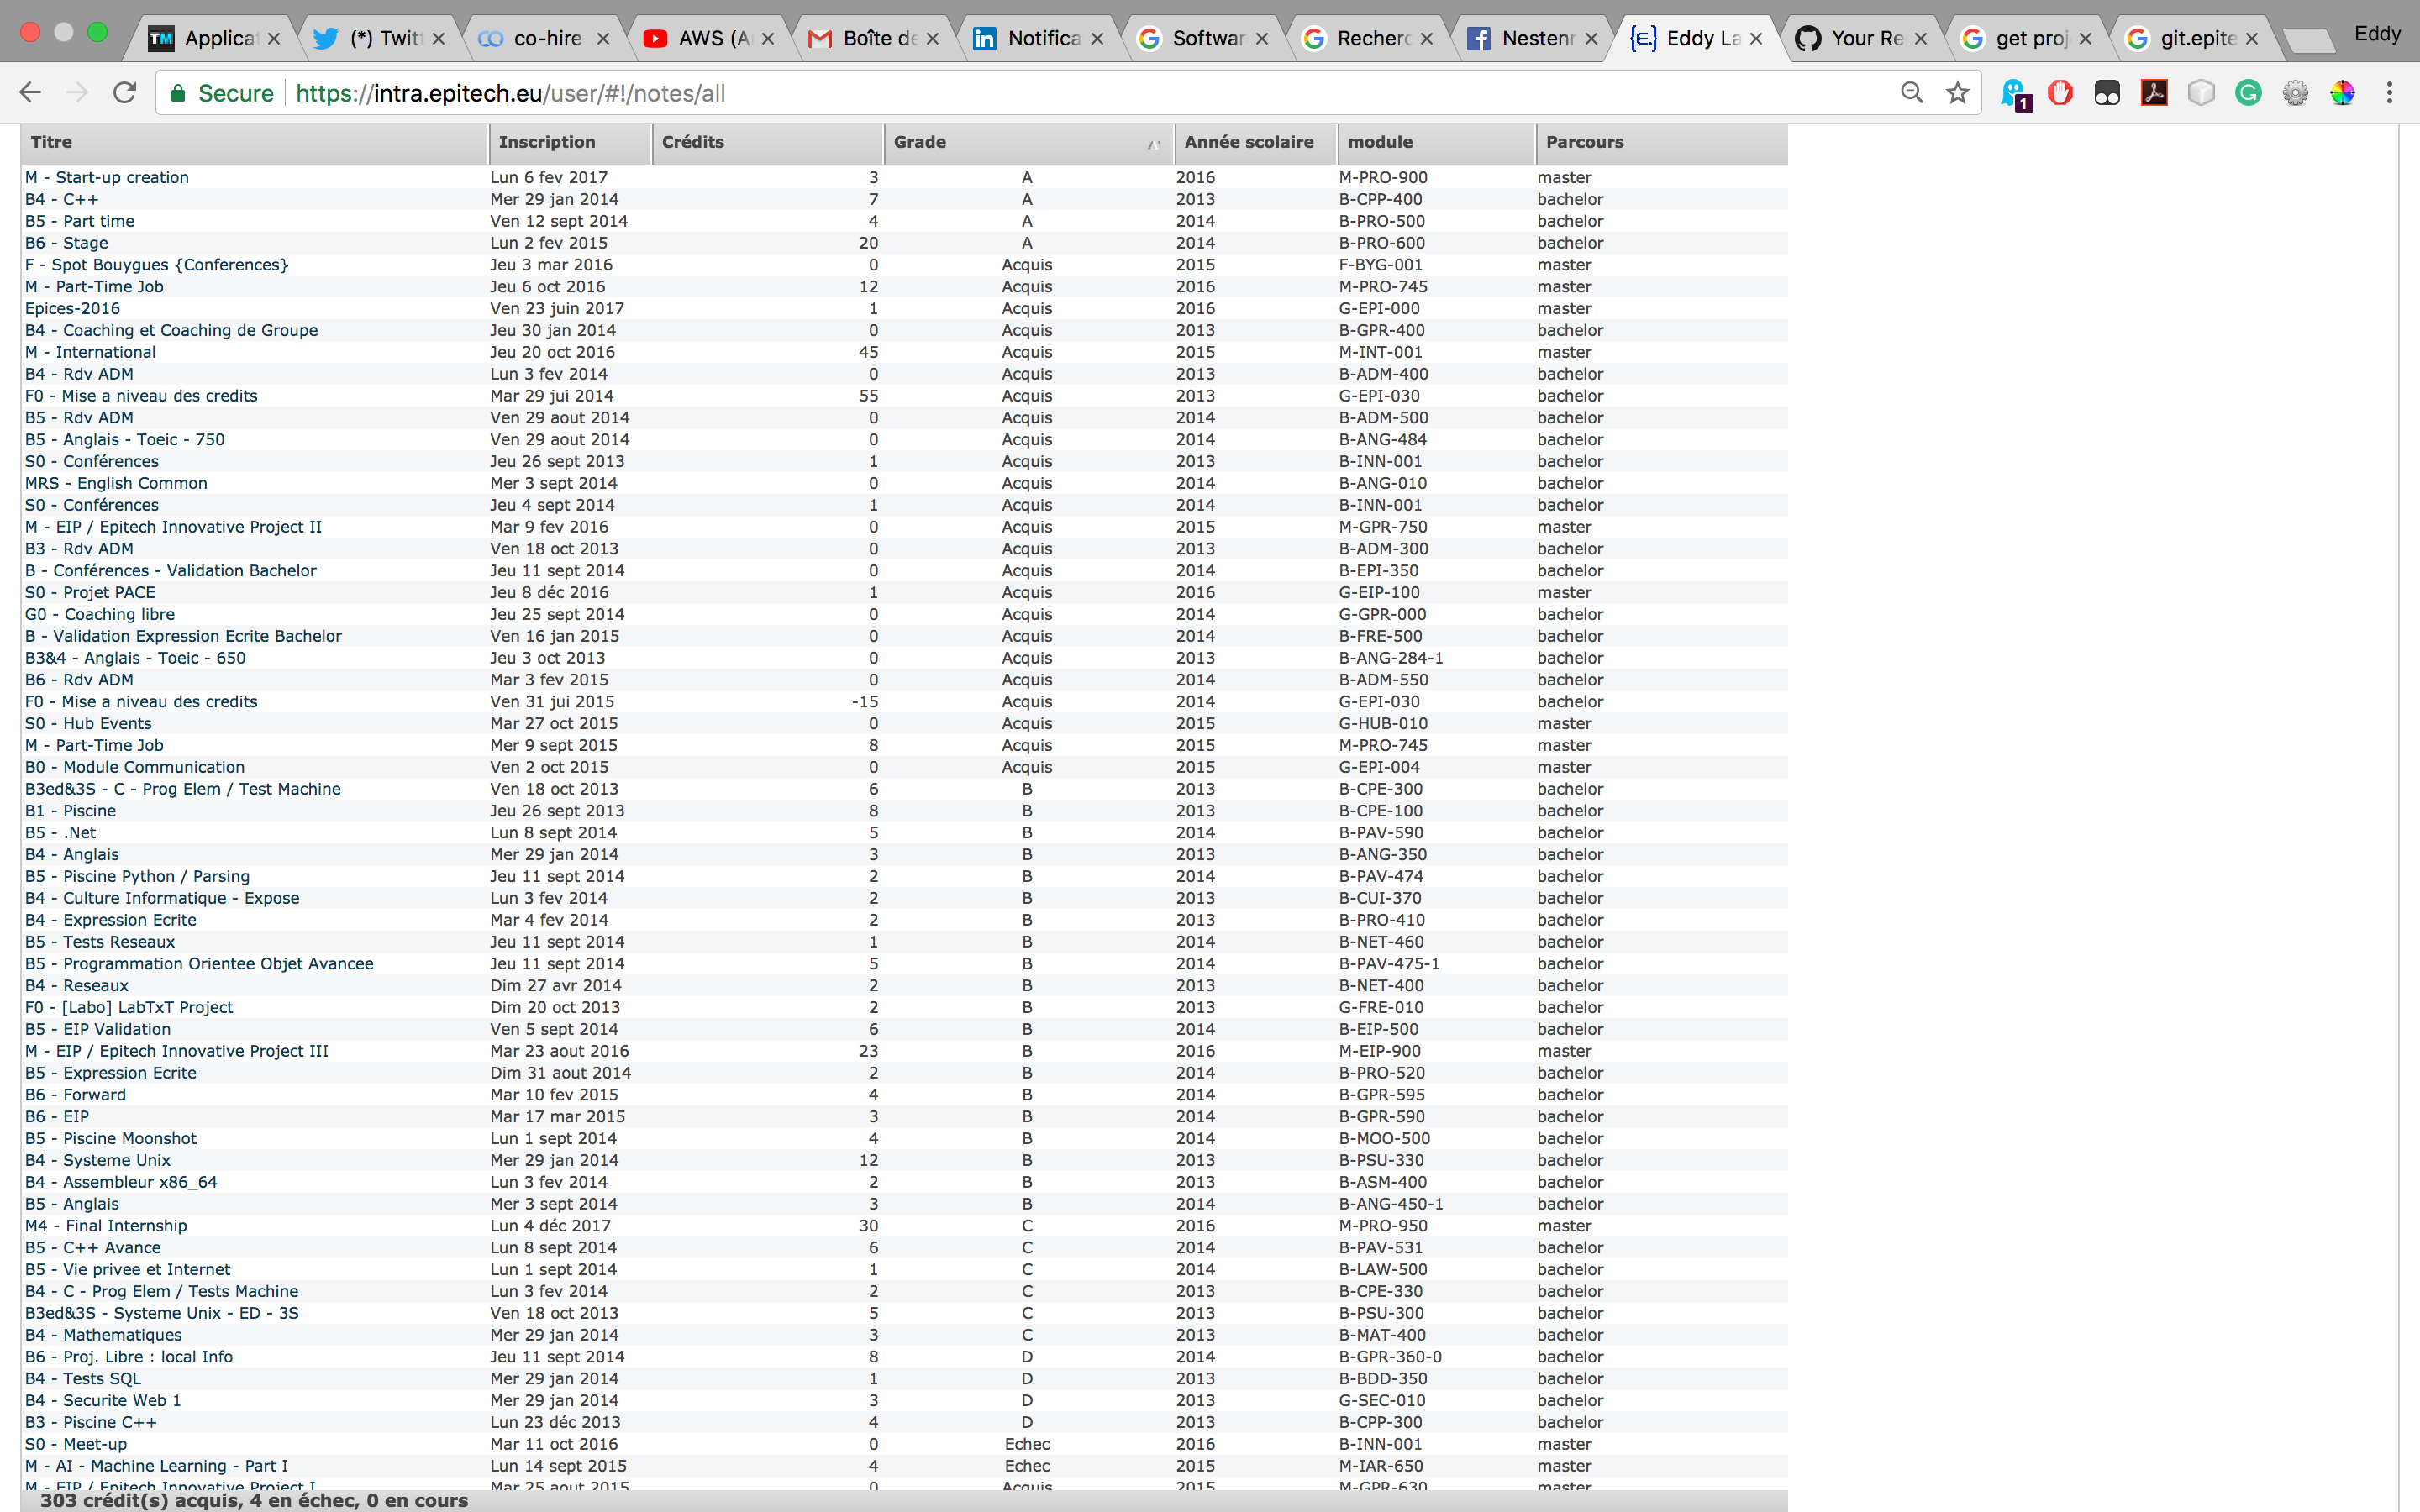 TM Applica (*) Twit co-hire AWS (A Boîte de Notifica Softwar Recherc Nestenr {e.} Eddy La Your Re get proj git.epite Eddy
Secure https://intra.epitech.eu/user/#!/notes/all 1
Titre Inscription Crédits Grade Année scolaire module Parcours
M - Start-up creation Lun 6 fev 2017 3 A 2016 M-PRO-900 master
B4 - C++ Mer 29 jan 2014 7 A 2013 B-CPP-400 bachelor
B5 - Part time Ven 12 sept 2014 4 A 2014 B-PRO-500 bachelor
B6 - Stage Lun 2 fev 2015 20 A 2014 B-PRO-600 bachelor
F - Spot Bouygues {Conferences} Jeu 3 mar 2016 0 Acquis 2015 F-BYG-001 master
M - Part-Time Job Jeu 6 oct 2016 12 Acquis 2016 M-PRO-745 master
Epices-2016 Ven 23 juin 2017 1 Acquis 2016 G-EPI-000 master
B4 - Coaching et Coaching de Groupe Jeu 30 jan 2014 0 Acquis 2013 B-GPR-400 bachelor
M - International Jeu 20 oct 2016 45 Acquis 2015 M-INT-001 master
B4 - Rdv ADM Lun 3 fev 2014 0 Acquis 2013 B-ADM-400 bachelor
F0 - Mise a niveau des credits Mar 29 jui 2014 55 Acquis 2013 G-EPI-030 bachelor
B5 - Rdv ADM Ven 29 aout 2014 0 Acquis 2014 B-ADM-500 bachelor
B5 - Anglais - Toeic - 750 Ven 29 aout 2014 0 Acquis 2014 B-ANG-484 bachelor
S0 - Conférences Jeu 26 sept 2013 1 Acquis 2013 B-INN-001 bachelor
MRS - English Common Mer 3 sept 2014 0 Acquis 2014 B-ANG-010 bachelor
S0 - Conférences Jeu 4 sept 2014 1 Acquis 2014 B-INN-001 bachelor
M - EIP / Epitech Innovative Project II Mar 9 fev 2016 0 Acquis 2015 M-GPR-750 master
B3 - Rdv ADM Ven 18 oct 2013 0 Acquis 2013 B-ADM-300 bachelor
B - Conférences - Validation Bachelor Jeu 11 sept 2014 0 Acquis 2014 B-EPI-350 bachelor
S0 - Projet PACE Jeu 8 déc 2016 1 Acquis 2016 G-EIP-100 master
G0 - Coaching libre Jeu 25 sept 2014 0 Acquis 2014 G-GPR-000 bachelor
B - Validation Expression Ecrite Bachelor Ven 16 jan 2015 0 Acquis 2014 B-FRE-500 bachelor
B3&4 - Anglais - Toeic - 650 Jeu 3 oct 2013 0 Acquis 2013 B-ANG-284-1 bachelor
B6 - Rdv ADM Mar 3 fev 2015 0 Acquis 2014 B-ADM-550 bachelor
F0 - Mise a niveau des credits Ven 31 jui 2015 -15 Acquis 2014 G-EPI-030 bachelor
S0 - Hub Events Mar 27 oct 2015 0 Acquis 2015 G-HUB-010 master
M - Part-Time Job Mer 9 sept 2015 8 Acquis 2015 M-PRO-745 master
B0 - Module Communication Ven 2 oct 2015 0 Acquis 2015 G-EPI-004 master
B3ed&3S - C - Prog Elem / Test Machine Ven 18 oct 2013 6 B 2013 B-CPE-300 bachelor
B1 - Piscine Jeu 26 sept 2013 8 B 2013 B-CPE-100 bachelor
B5 - .Net Lun 8 sept 2014 5 B 2014 B-PAV-590 bachelor
B4 - Anglais Mer 29 jan 2014 3 B 2013 B-ANG-350 bachelor
B5 - Piscine Python / Parsing Jeu 11 sept 2014 2 B 2014 B-PAV-474 bachelor
B4 - Culture Informatique - Expose Lun 3 fev 2014 2 B 2013 B-CUI-370 bachelor
B4 - Expression Ecrite Mar 4 fev 2014 2 B 2013 B-PRO-410 bachelor
B5 - Tests Reseaux Jeu 11 sept 2014 1 B 2014 B-NET-460 bachelor
B5 - Programmation Orientee Objet Avancee Jeu 11 sept 2014 5 B 2014 B-PAV-475-1 bachelor
B4 - Reseaux Dim 27 avr 2014 2 B 2013 B-NET-400 bachelor
F0 - [Labo] LabTxT Project Dim 20 oct 2013 2 B 2013 G-FRE-010 bachelor
B5 - EIP Validation Ven 5 sept 2014 6 B 2014 B-EIP-500 bachelor
M - EIP / Epitech Innovative Project III Mar 23 aout 2016 23 B 2016 M-EIP-900 master
B5 - Expression Ecrite Dim 31 aout 2014 2 B 2014 B-PRO-520 bachelor
B6 - Forward Mar 10 fev 2015 4 B 2014 B-GPR-595 bachelor
B6 - EIP Mar 17 mar 2015 3 B 2014 B-GPR-590 bachelor
B5 - Piscine Moonshot Lun 1 sept 2014 4 B 2014 B-MOO-500 bachelor
B4 - Systeme Unix Mer 29 jan 2014 12 B 2013 B-PSU-330 bachelor
B4 - Assembleur x86_64 Lun 3 fev 2014 2 B 2013 B-ASM-400 bachelor
B5 - Anglais Mer 3 sept 2014 3 B 2014 B-ANG-450-1 bachelor
M4 - Final Internship Lun 4 déc 2017 30 C 2016 M-PRO-950 master
B5 - C++ Avance Lun 8 sept 2014 6 C 2014 B-PAV-531 bachelor
B5 - Vie privee et Internet Lun 1 sept 2014 1 C 2014 B-LAW-500 bachelor
B4 - C - Prog Elem / Tests Machine Lun 3 fev 2014 2 C 2013 B-CPE-330 bachelor
B3ed&3S - Systeme Unix - ED - 3S Ven 18 oct 2013 5 C 2013 B-PSU-300 bachelor
B4 - Mathematiques Mer 29 jan 2014 3 C 2013 B-MAT-400 bachelor
B6 - Proj. Libre : local Info Jeu 11 sept 2014 8 D 2014 B-GPR-360-0 bachelor
B4 - Tests SQL Mer 29 jan 2014 1 D 2013 B-BDD-350 bachelor
B4 - Securite Web 1 Mer 29 jan 2014 3 D 2013 G-SEC-010 bachelor
B3 - Piscine C++ Lun 23 déc 2013 4 D 2013 B-CPP-300 bachelor
S0 - Meet-up Mar 11 oct 2016 0 Echec 2016 B-INN-001 master
M - AI - Machine Learning - Part I Lun 14 sept 2015 4 Echec 2015 M-IAR-650 master
M - EIP / Epitech Innovative Project I Mar 25 aout 2015 0 Acquis 2015 M-GPR-630 master
303 crédit(s) acquis, 4 en échec, 0 en cours